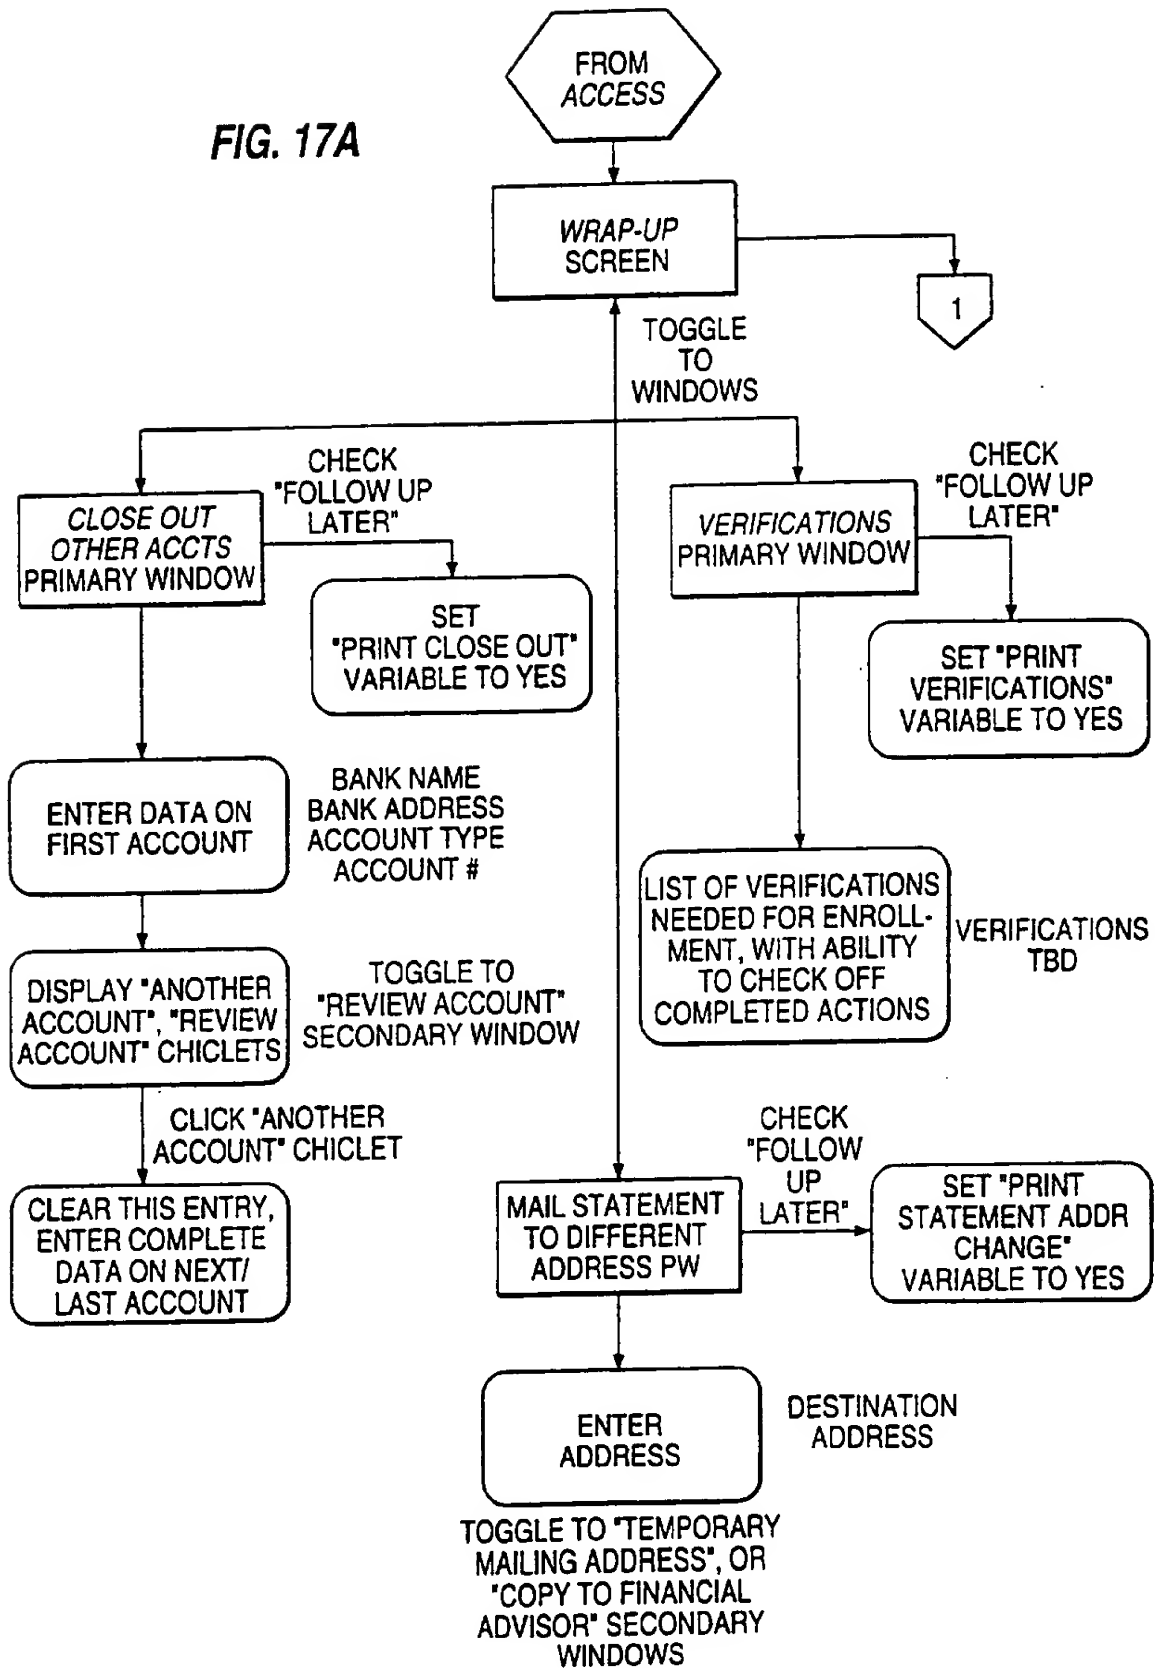 FROM
ACCESS
FIG. 17A
WRAP-UP
SCREEN
1
TOGGLE
TO
WINDOWS
CHECK
"FOLLOW UP
LATER"
CLOSE OUT
OTHER ACCTS
PRIMARY WINDOW
SET
"PRINT CLOSE OUT"
VARIABLE TO YES
CHECK
"FOLLOW UP
LATER"
VERIFICATIONS
PRIMARY WINDOW
SET "PRINT
VERIFICATIONS"
VARIABLE TO YES
ENTER DATA ON
FIRST ACCOUNT
BANK NAME
BANK ADDRESS
ACCOUNT TYPE
ACCOUNT #
LIST OF VERIFICATIONS
NEEDED FOR ENROLL-
MENT, WITH ABILITY
TO CHECK OFF
COMPLETED ACTIONS
VERIFICATIONS
TBD
DISPLAY "ANOTHER
ACCOUNT", "REVIEW
ACCOUNT" CHICLETS
TOGGLE TO
"REVIEW ACCOUNT"
SECONDARY WINDOW
CLICK "ANOTHER
ACCOUNT" CHICLET
CLEAR THIS ENTRY,
ENTER COMPLETE
DATA ON NEXT/
LAST ACCOUNT
MAIL STATEMENT
TO DIFFERENT
ADDRESS PW
CHECK
"FOLLOW
UP
LATER"
SET "PRINT
STATEMENT ADDR
CHANGE"
VARIABLE TO YES
ENTER
ADDRESS
DESTINATION
ADDRESS
TOGGLE TO "TEMPORARY
MAILING ADDRESS", OR
"COPY TO FINANCIAL
ADVISOR" SECONDARY
WINDOWS